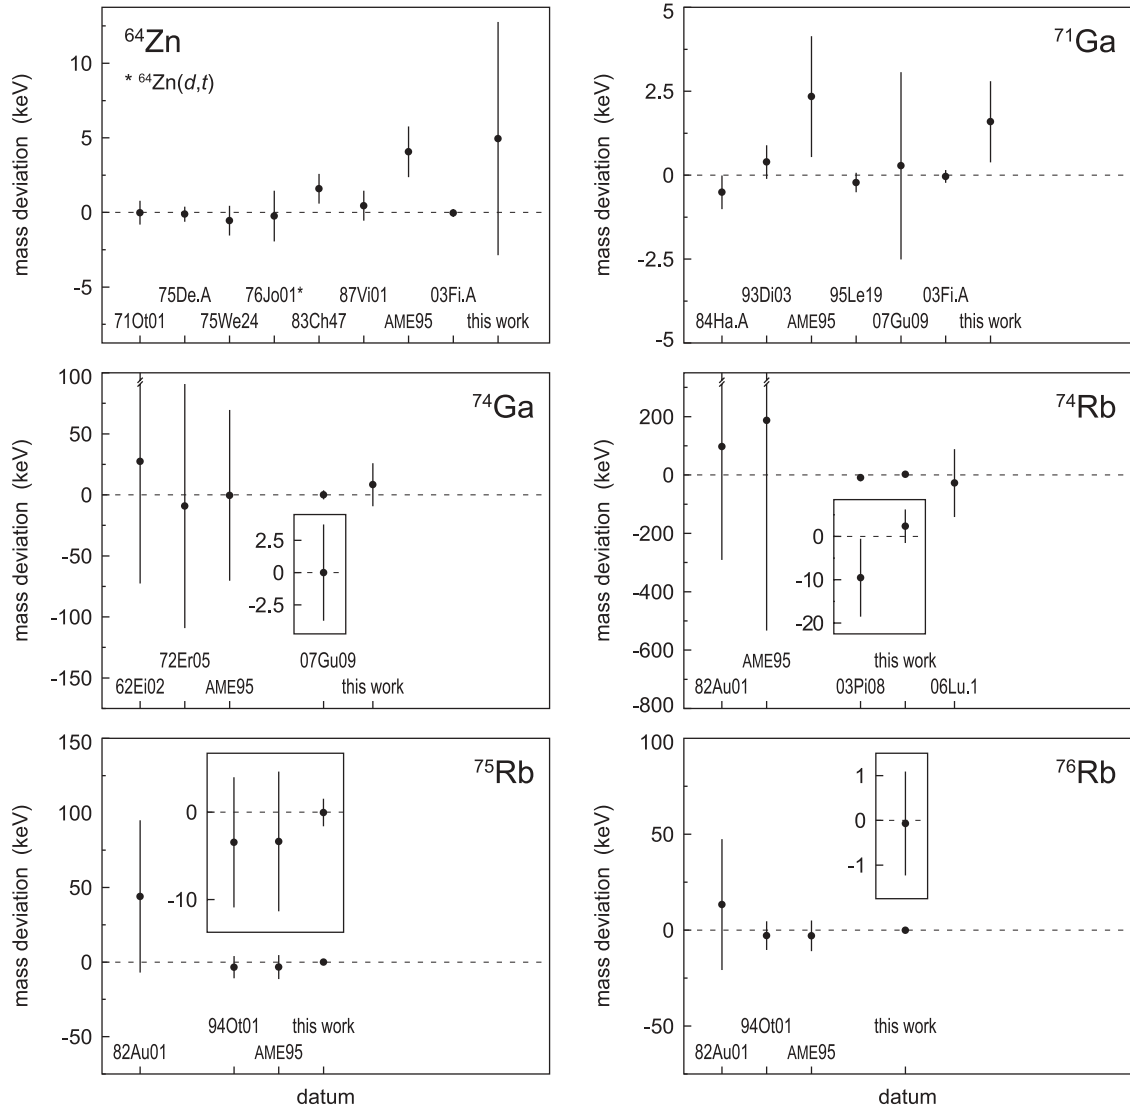 ⁶⁴Zn
* ⁶⁴Zn(d,t)
mass deviation (keV)
10
5
0
-5
75De.A 76Jo01* 87Vi01 03Fi.A
71Ot01 75We24 83Ch47 AME95 this work
⁷¹Ga
mass deviation (keV)
5
2.5
0
-2.5
-5
93Di03 95Le19 03Fi.A
84Ha.A AME95 07Gu09 this work
⁷⁴Ga
mass deviation (keV)
100
50
0
-50
-100
-150
2.5
0
-2.5
72Er05 07Gu09
62Ei02 AME95 this work
⁷⁴Rb
mass deviation (keV)
200
0
-200
-400
-600
-800
0
-10
-20
AME95 this work
82Au01 03Pi08 06Lu.1
⁷⁵Rb
mass deviation (keV)
150
100
50
0
-50
0
-10
94Ot01 this work
82Au01 AME95
datum
⁷⁶Rb
mass deviation (keV)
100
50
0
-50
1
0
-1
94Ot01 this work
82Au01 AME95
datum